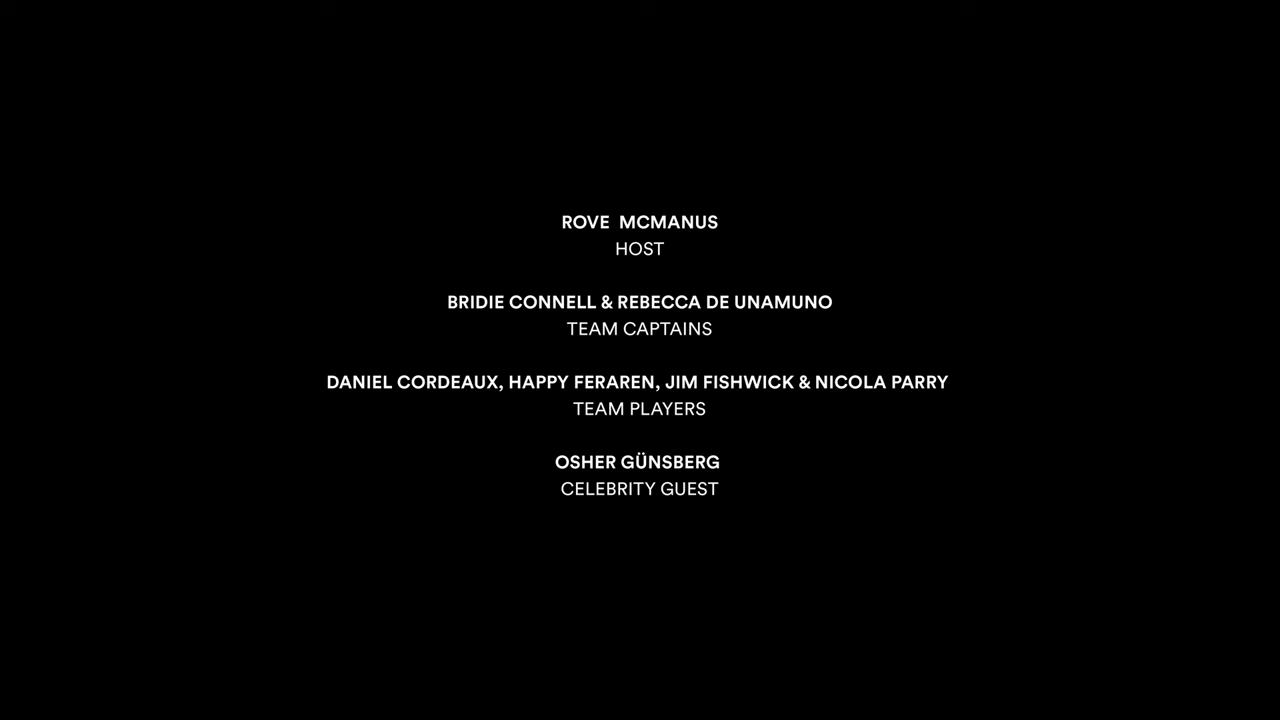 ROVE  MCMANUS
HOST
BRIDIE CONNELL & REBECCA DE UNAMUNO
TEAM CAPTAINS
DANIEL CORDEAUX, HAPPY FERAREN, JIM FISHWICK & NICOLA PARRY
TEAM PLAYERS
OSHER GÜNSBERG
CELEBRITY GUEST